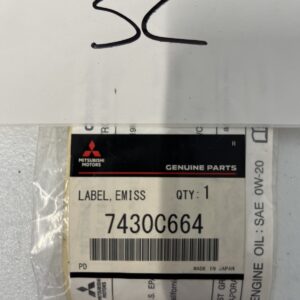 SC
MITSUBISHI
MOTORS
GENUINE PARTS
LABEL, EMISS QTY: 1
7430C664
PD
MADE IN JAPAN
ENGINE OIL : SAE 0W-20